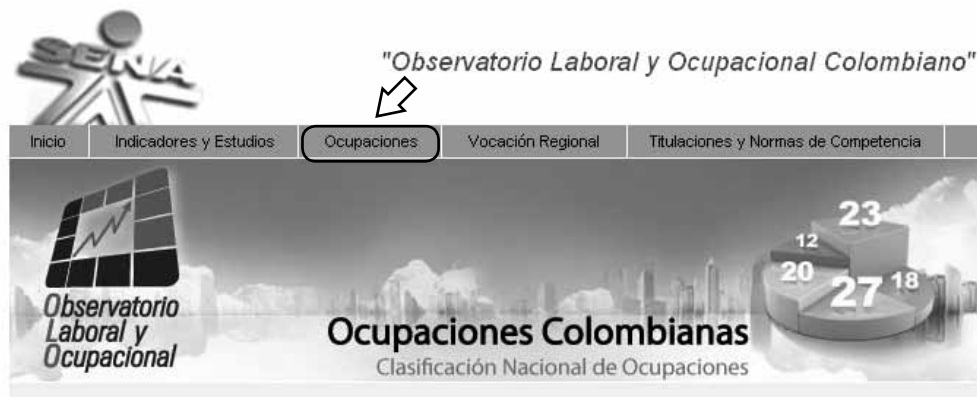 SENA
"Observatorio Laboral y Ocupacional Colombiano"
Inicio
Indicadores y Estudios
Ocupaciones
Vocación Regional
Titulaciones y Normas de Competencia
23
12
20
27
18
Observatorio
Laboral y
Ocupacional
Ocupaciones Colombianas
Clasificación Nacional de Ocupaciones